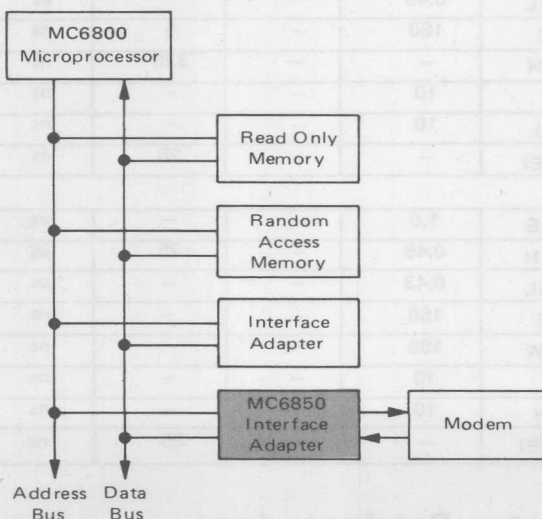 MC6800
Microprocessor
Read Only
Memory
Random
Access
Memory
Interface
Adapter
MC6850
Interface
Adapter
Modem
Address
Bus
Data
Bus